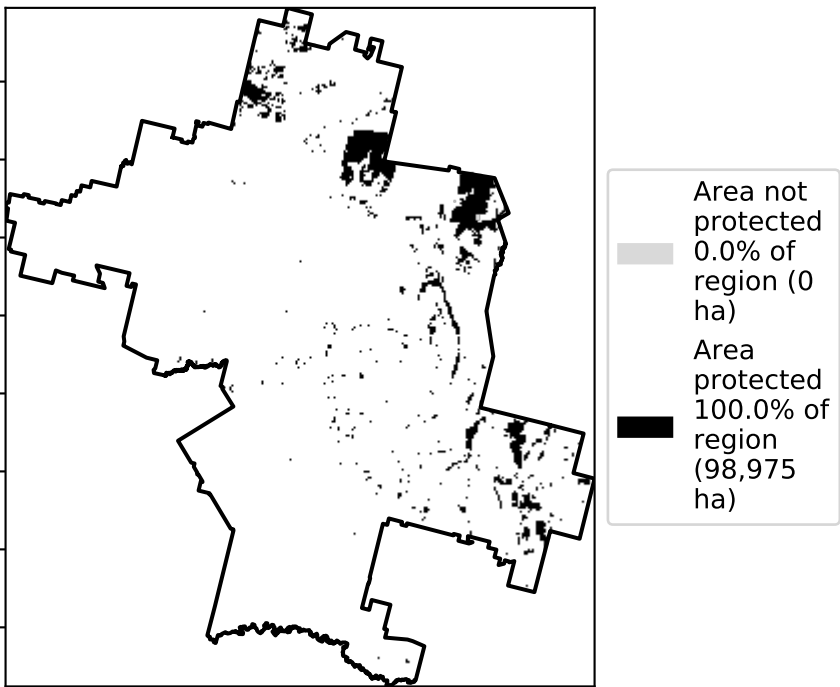 Area not
protected
0.0% of
region (0
ha)
Area
protected
100.0% of
region
(98,975
ha)